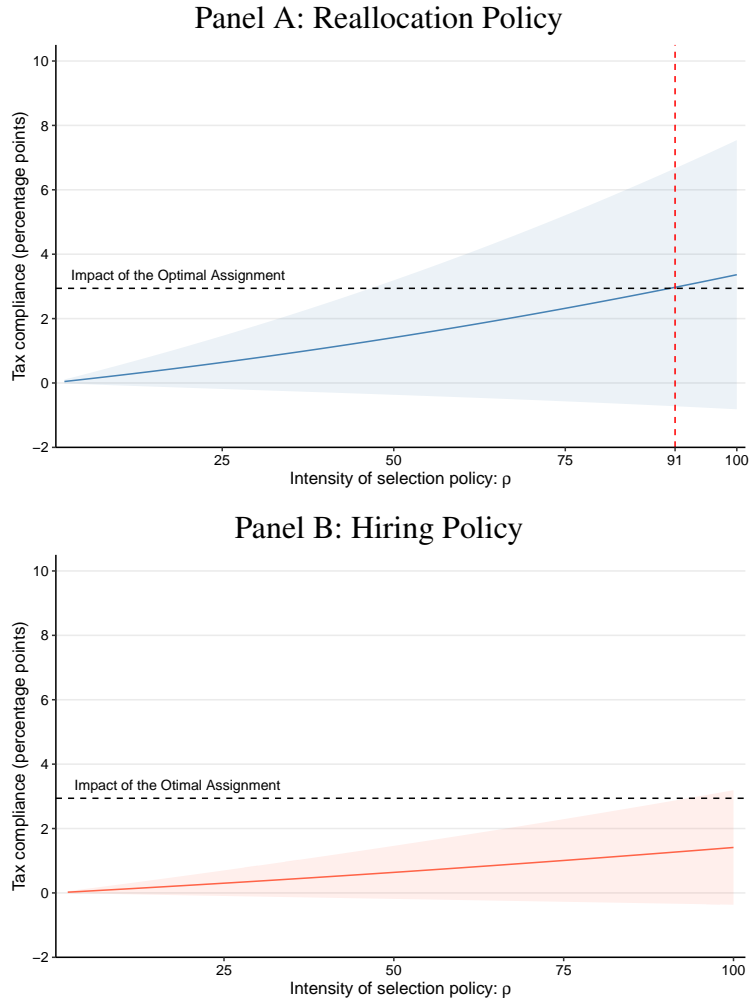 Panel A: Reallocation Policy
Tax compliance (percentage points)
10
8
6
4
2
0
−2
Impact of the Optimal Assignment
25
50
75
91
100
Intensity of selection policy: ρ
Panel B: Hiring Policy
Tax compliance (percentage points)
10
8
6
4
2
0
−2
Impact of the Otimal Assignment
25
50
75
100
Intensity of selection policy: ρ